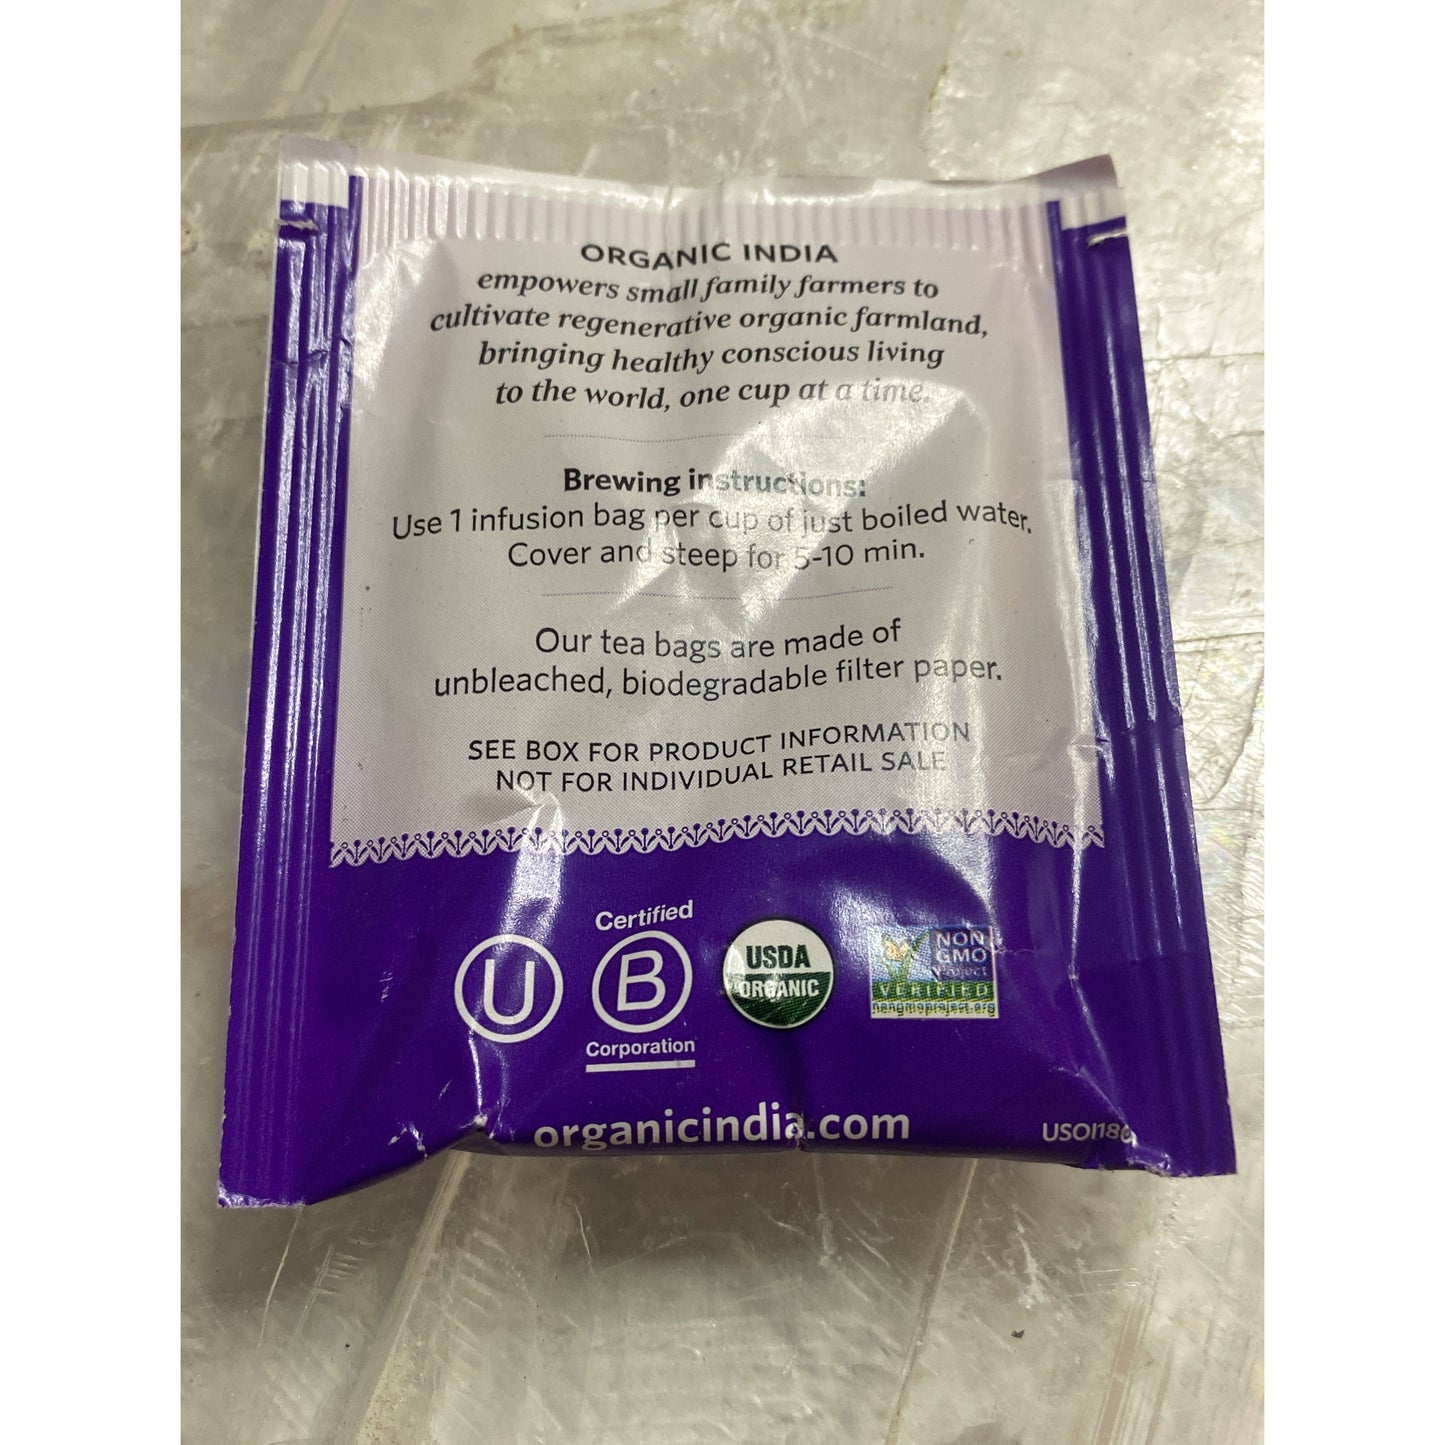 ORGANIC INDIA
empowers small family farmers to
cultivate regenerative organic farmland,
bringing healthy conscious living
to the world, one cup at a time.
Brewing instructions:
Use 1 infusion bag per cup of just boiled water.
Cover and steep for 5-10 min.
Our tea bags are made of
unbleached, biodegradable filter paper.
SEE BOX FOR PRODUCT INFORMATION
NOT FOR INDIVIDUAL RETAIL SALE
U
Certified
B
Corporation
USDA
ORGANIC
NON
GMO
Project
VERIFIED
nongmoproject.org
organicindia.com